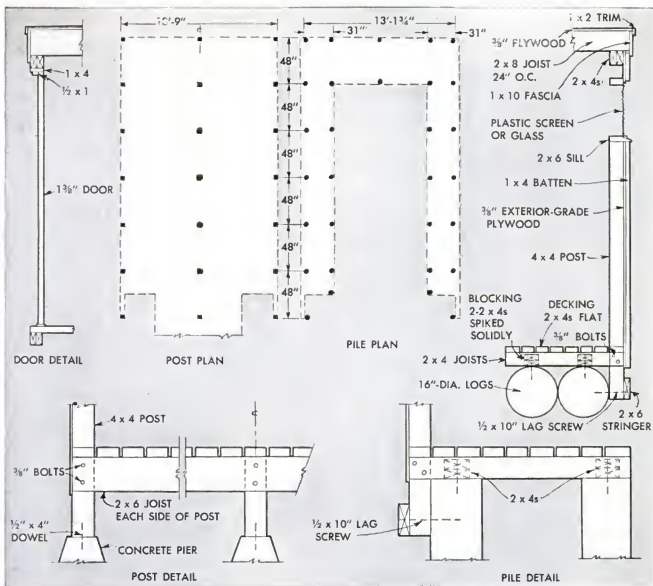 13'-1¾"
31"
31"
48"
48"
48"
48"
48"
48"
1 x 4
½ x 1
1⅜" DOOR
DOOR DETAIL
POST PLAN
PILE PLAN
1 x 2 TRIM
⅜" PLYWOOD
2 x 8 JOIST
24" O.C.
2 x 4s
1 x 10 FASCIA
PLASTIC SCREEN
OR GLASS
2 x 6 SILL
1 x 4 BATTEN
⅜" EXTERIOR-GRADE
PLYWOOD
4 x 4 POST
BLOCKING
2-2 x 4s
SPIKED
SOLIDLY
DECKING
2 x 4s FLAT
⅜" BOLTS
2 x 4 JOISTS
16"-DIA. LOGS
½ x 10" LAG SCREW
2 x 6
STRINGER
4 x 4 POST
⅜" BOLTS
2 x 6 JOIST
EACH SIDE OF POST
½" x 4"
DOWEL
CONCRETE PIER
POST DETAIL
2 x 4s
½ x 10" LAG
SCREW
PILE DETAIL